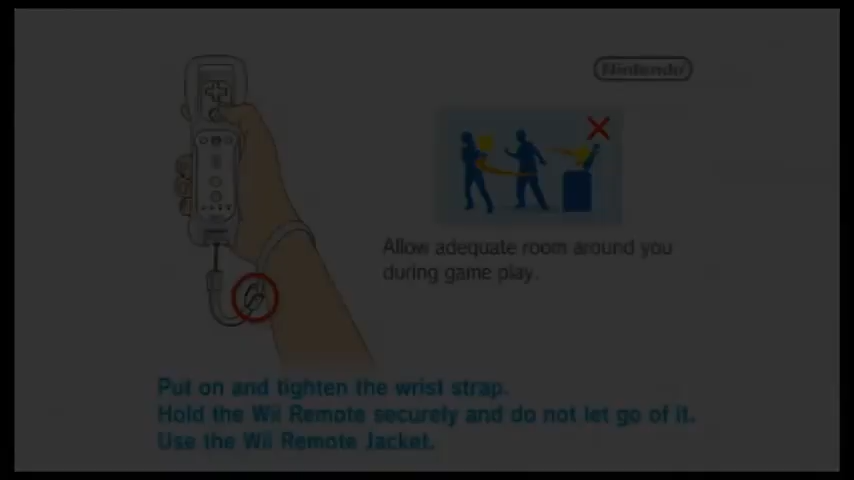 Nintendo
Allow adequate room around you
during game play.
Put on and tighten the wrist strap.
Hold the Wii Remote securely and do not let go of it.
Use the Wii Remote Jacket.